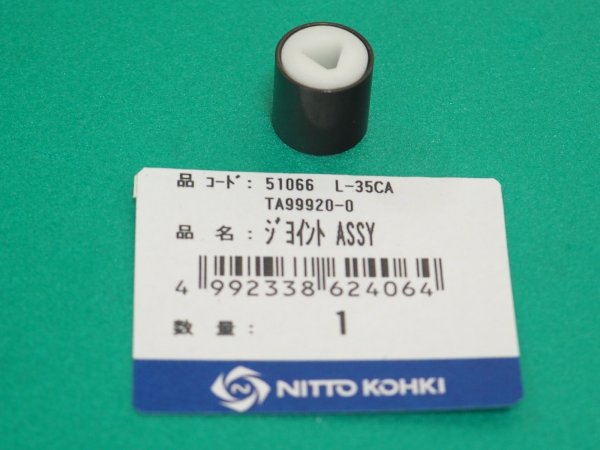 品 ｺｰﾄﾞ: 51066 L-35CA
TA99920-0
品 名: ｼﾞｮｲﾝﾄ ASSY
4 992338 624064
数 量: 1
NITTO KOHKI